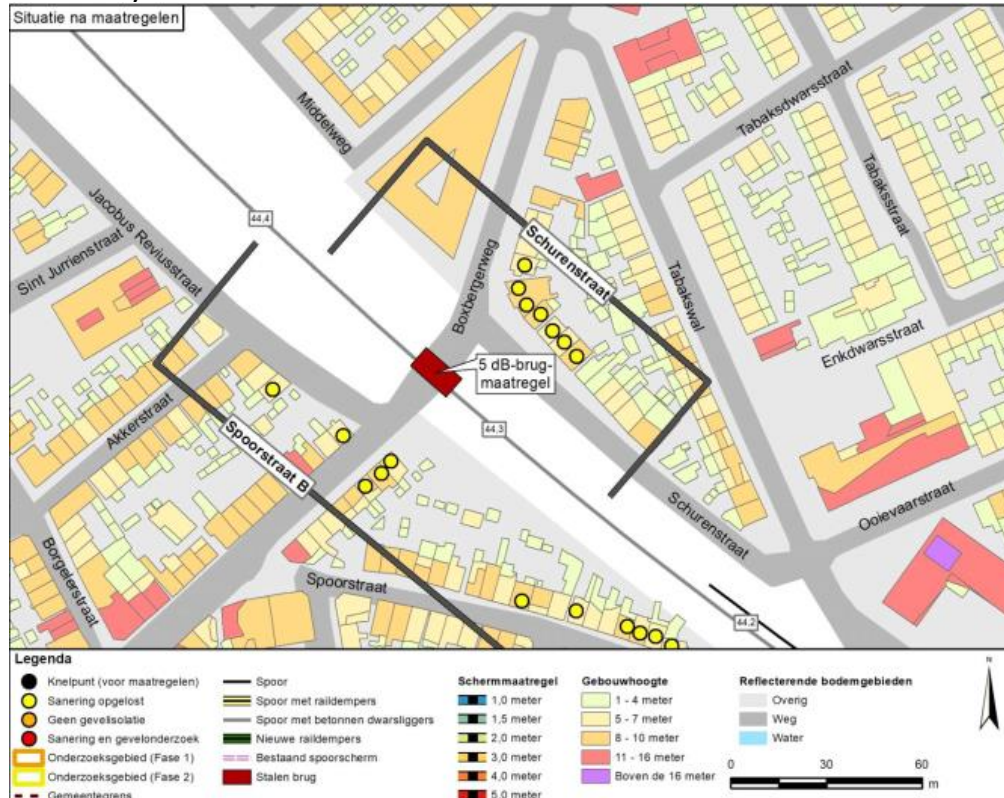 Situatie na maatregelen
Middelweg
Tabaksdwarsstraat
Tabaksstraat
Jacobus Reviusstraat
44,4
Sint Jurrienstraat
Schurenstraat
Boxbergerweg
Tabakswal
Enkdwarsstraat
5 dB-brug-
maatregel
44,3
Akkerstraat
Spoorstraat B
Ooievaarstraat
Schurenstraat
Borgelerstraat
Spoorstraat
44,2
Legenda
Knelpunt (voor maatregelen)
Sanering opgelost
Geen gevelisolatie
Sanering en gevelonderzoek
Onderzoeksgebied (Fase 1)
Onderzoeksgebied (Fase 2)
Gemeentegrens
Spoor
Spoor met raildempers
Spoor met betonnen dwarsliggers
Nieuwe raildempers
Bestaand spoorscherm
Stalen brug
Schermmaatregel
1,0 meter
1,5 meter
2,0 meter
3,0 meter
4,0 meter
5,0 meter
Gebouwhoogte
1 - 4 meter
5 - 7 meter
8 - 10 meter
11 - 16 meter
Boven de 16 meter
Reflecterende bodemgebieden
Overig
Weg
Water
N
0 30 60
m